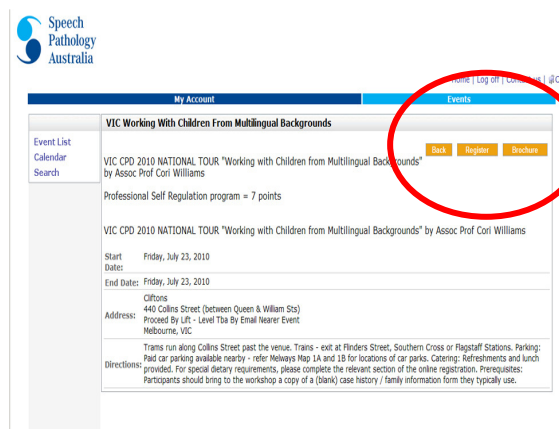 Speech
Pathology
Australia
Home | Log off | Contact us |
My Account Events
VIC Working With Children From Multilingual Backgrounds
Event List
Calendar
Search
Back Register Brochure
VIC CPD 2010 NATIONAL TOUR "Working with Children from Multilingual Backgrounds"
by Assoc Prof Cori Williams
Professional Self Regulation program = 7 points
VIC CPD 2010 NATIONAL TOUR "Working with Children from Multilingual Backgrounds" by Assoc Prof Cori Williams
Start Friday, July 23, 2010
Date:
End Date: Friday, July 23, 2010
Address:
Cliftons
440 Collins Street (between Queen & William Sts)
Proceed By Lift - Level Tba By Email Nearer Event
Melbourne, VIC
Directions:
Trams run along Collins Street past the venue. Trains - exit at Flinders Street, Southern Cross or Flagstaff Stations. Parking:
Paid car parking available nearby - refer Melways Map 1A and 1B for locations of car parks. Catering: Refreshments and lunch
provided. For special dietary requirements, please complete the relevant section of the online registration. Prerequisites:
Participants should bring to the workshop a copy of a (blank) case history / family information form they typically use.